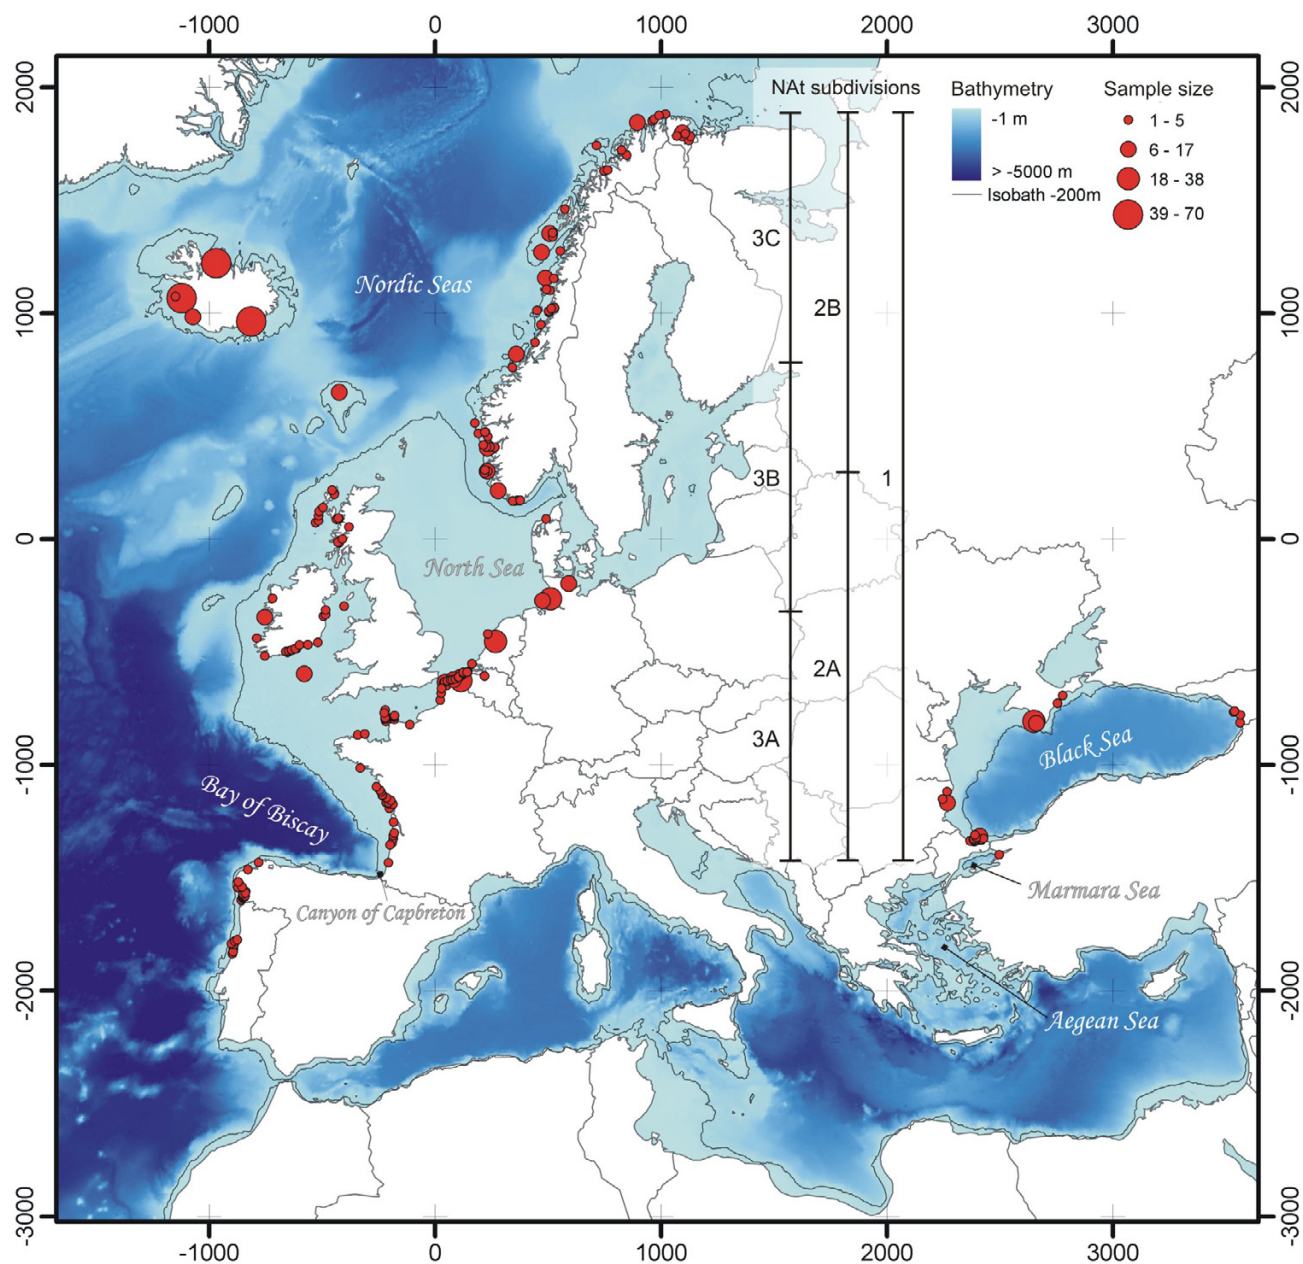 -1000 0 1000 2000 3000
2000
1000
0
-1000
-2000
-3000
2000
1000
0
-1000
-2000
-3000
NAt subdivisions
Bathymetry
-1 m
> -5000 m
Isobath -200m
Sample size
1 - 5
6 - 17
18 - 38
39 - 70
3C
2B
3B
1
2A
3A
Nordic Seas
North Sea
Black Sea
Bay of Biscay
Marmara Sea
Canyon of Capbreton
Aegean Sea
-1000 0 1000 2000 3000